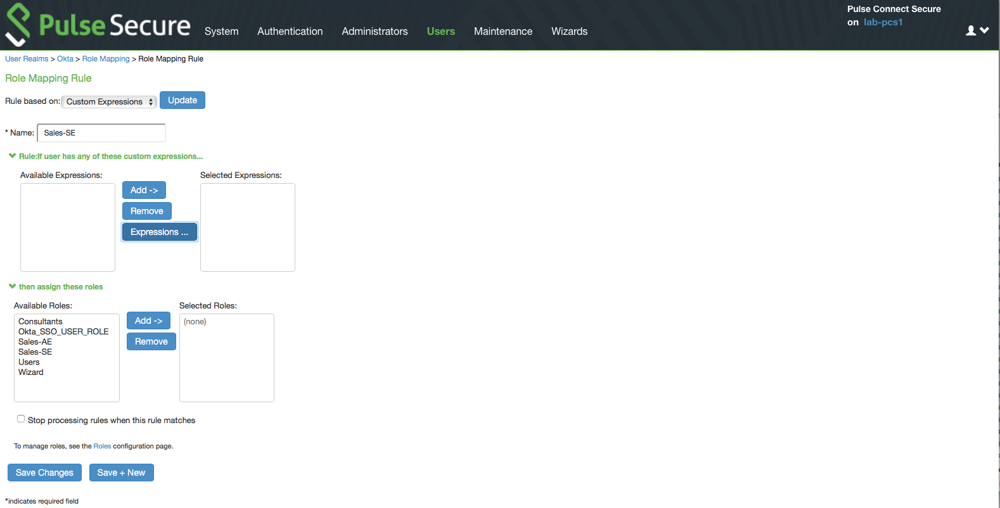 Pulse Secure
System Authentication Administrators Users Maintenance Wizards
Pulse Connect Secure
on lab-pcs1
User Realms > Okta > Role Mapping > Role Mapping Rule
Role Mapping Rule
Rule based on: Custom Expressions Update
* Name: Sales-SE
Rule:If user has any of these custom expressions...
Available Expressions: Selected Expressions:
Add ->
Remove
Expressions ...
then assign these roles
Available Roles: Selected Roles:
Consultants
Okta_SSO_USER_ROLE
Sales-AE
Sales-SE
Users
Wizard
Add ->
Remove
(none)
Stop processing rules when this rule matches
To manage roles, see the Roles configuration page.
Save Changes Save + New
*indicates required field